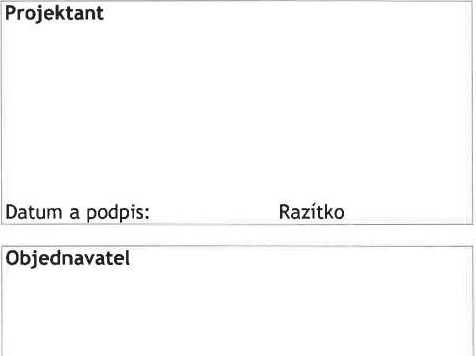 Projektant
Datum a podpis: Razítko
Objednavatel